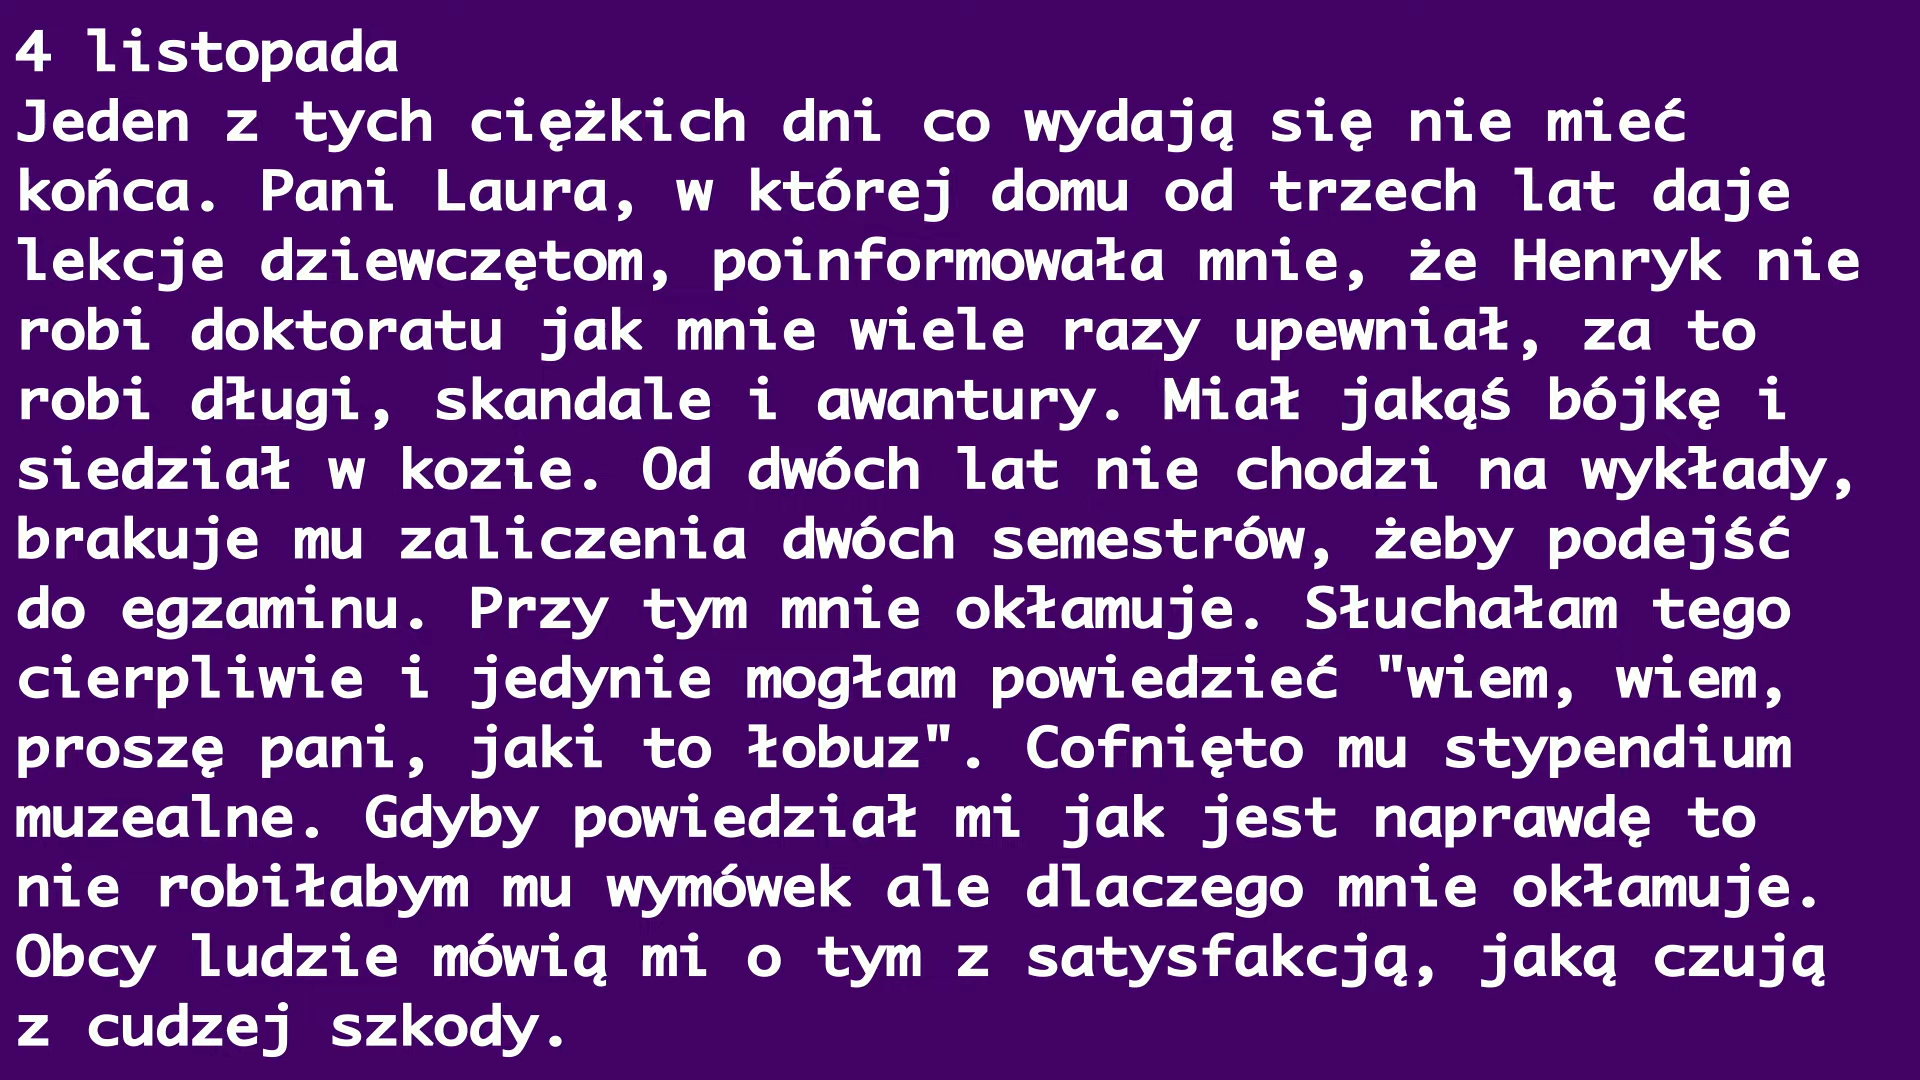 4 listopada
Jeden z tych ciężkich dni co wydają się nie mieć
końca. Pani Laura, w której domu od trzech lat daje
lekcje dziewczętom, poinformowała mnie, że Henryk nie
robi doktoratu jak mnie wiele razy upewniał, za to
robi długi, skandale i awantury. Miał jakąś bójkę i
siedział w kozie. Od dwóch lat nie chodzi na wykłady,
brakuje mu zaliczenia dwóch semestrów, żeby podejść
do egzaminu. Przy tym mnie okłamuje. Słuchałam tego
cierpliwie i jedynie mogłam powiedzieć "wiem, wiem,
proszę pani, jaki to łobuz". Cofnięto mu stypendium
muzealne. Gdyby powiedział mi jak jest naprawdę to
nie robiłabym mu wymówek ale dlaczego mnie okłamuje.
Obcy ludzie mówią mi o tym z satysfakcją, jaką czują
z cudzej szkody.